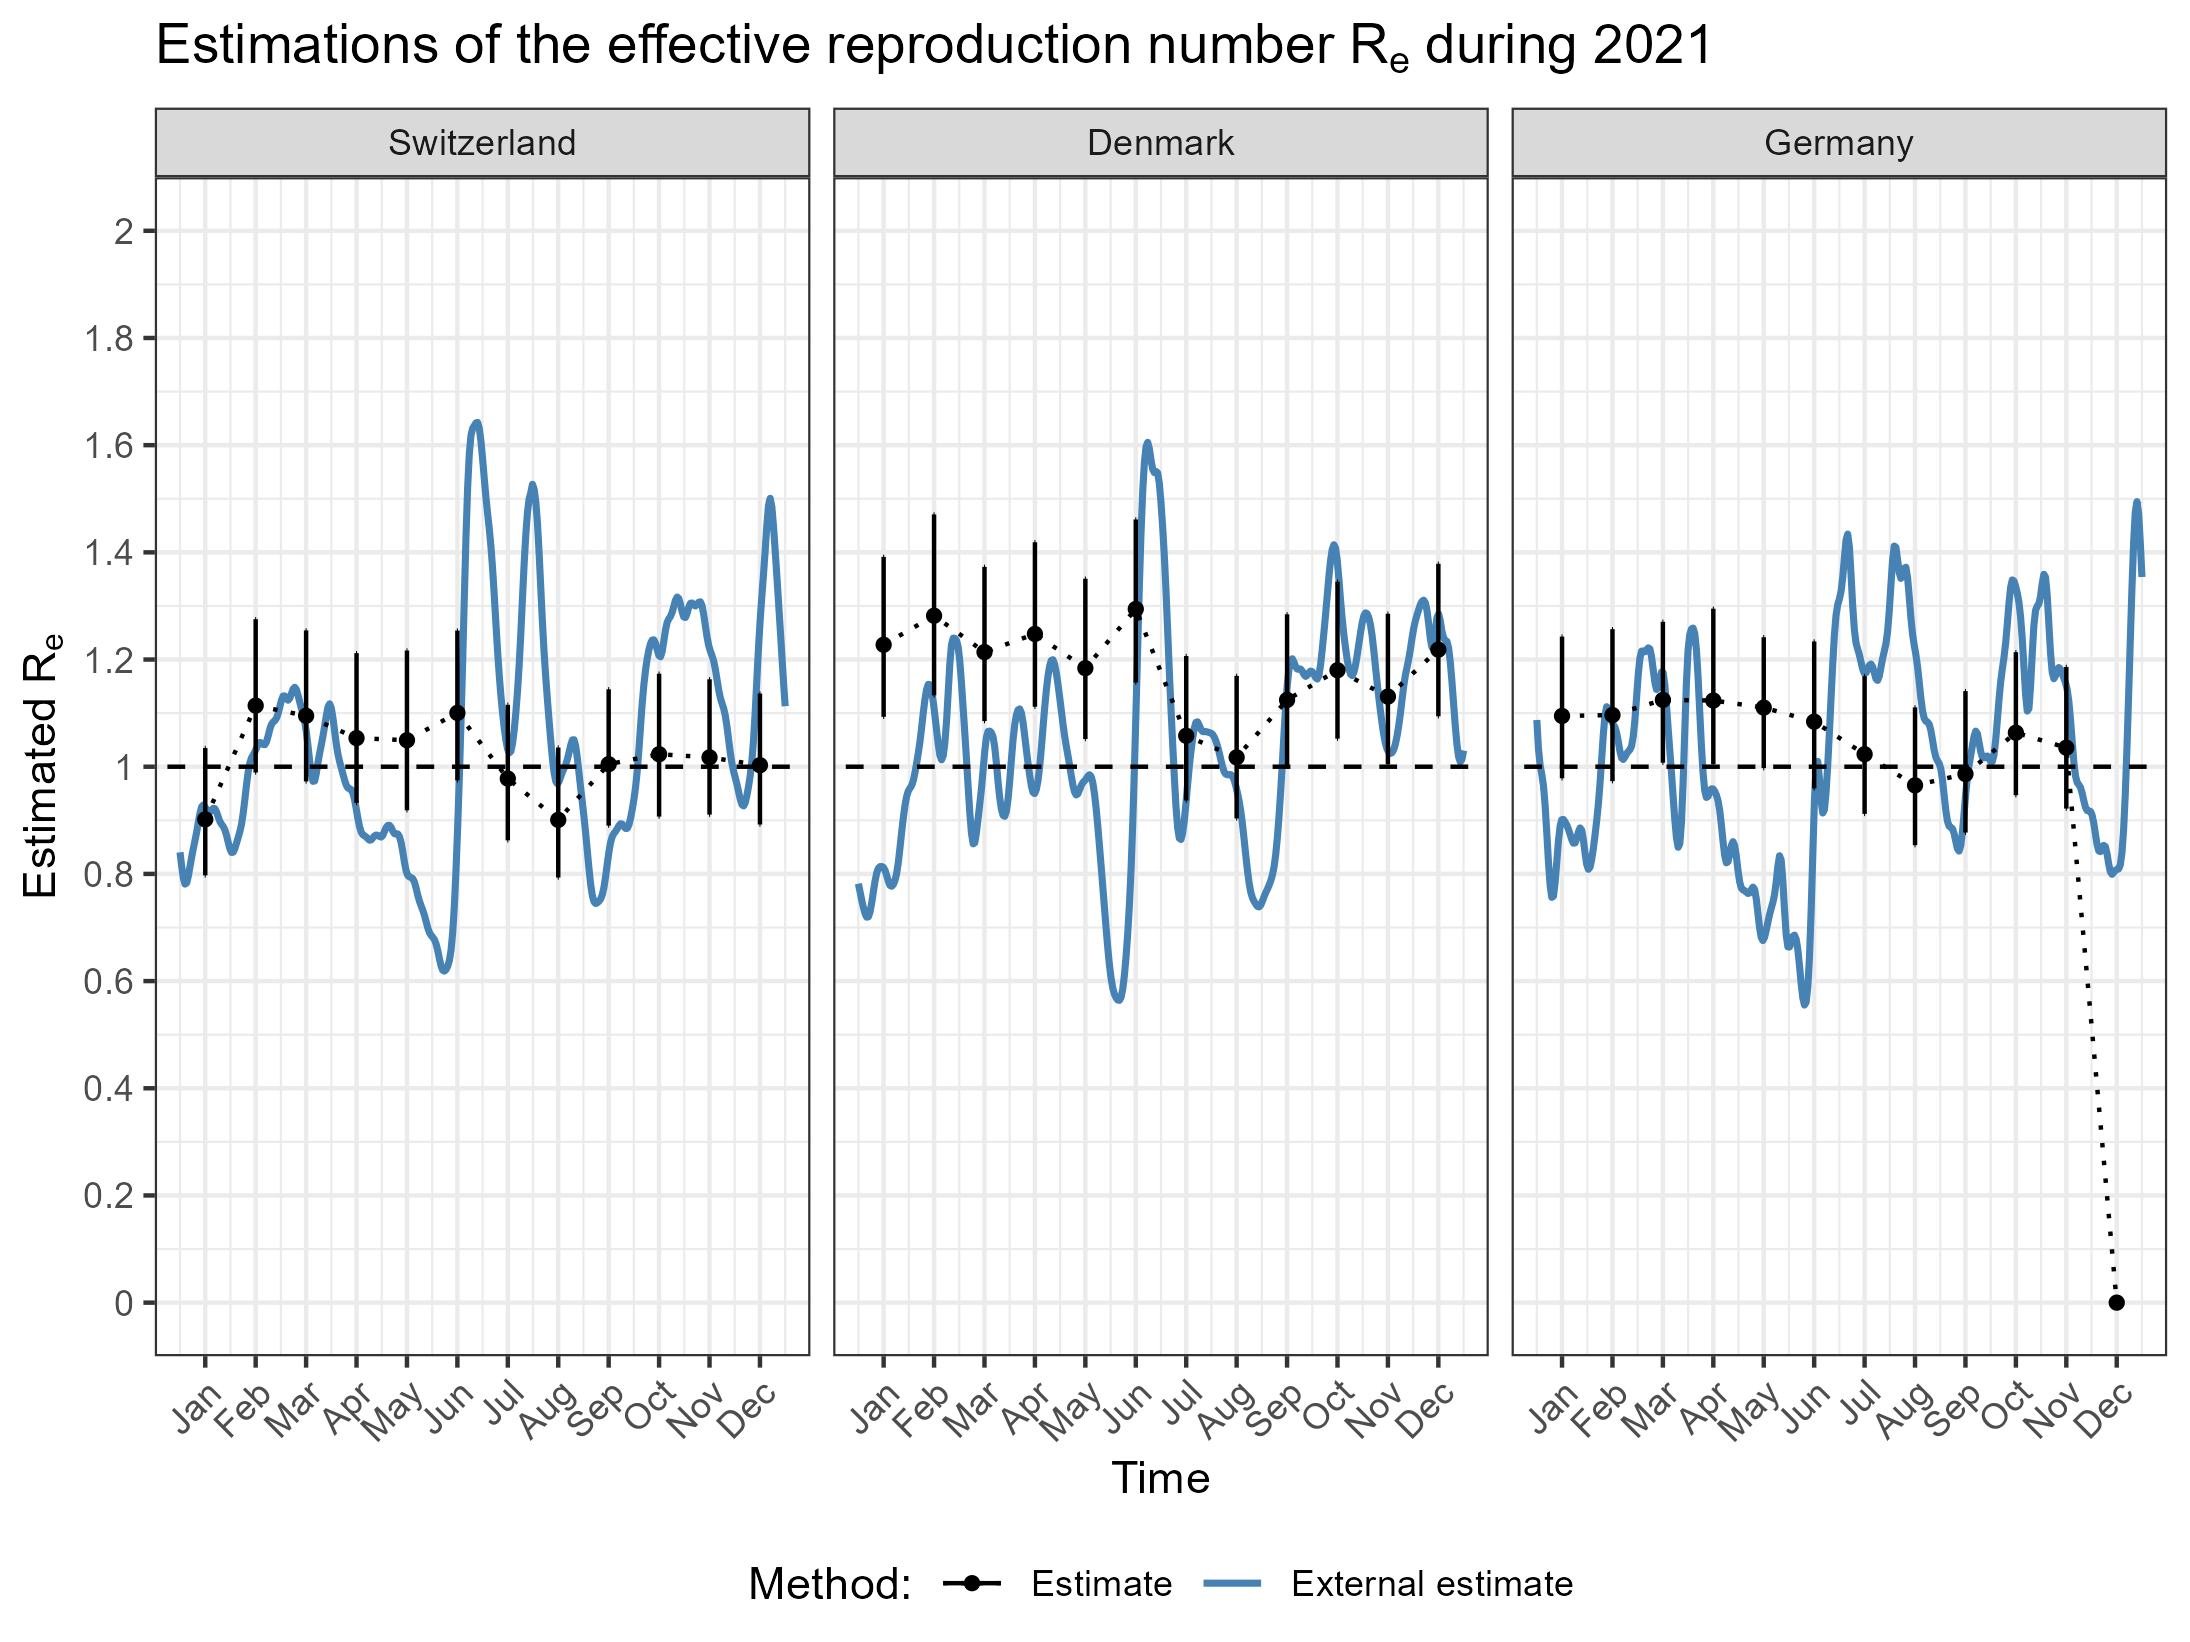 Estimations of the effective reproduction number Re during 2021
Switzerland Denmark Germany
Estimated Re
2
1.8
1.6
1.4
1.2
1
0.8
0.6
0.4
0.2
0
Jan Feb Mar Apr May Jun Jul Aug Sep Oct Nov Dec Jan Feb Mar Apr May Jun Jul Aug Sep Oct Nov Dec Jan Feb Mar Apr May Jun Jul Aug Sep Oct Nov Dec
Time
Method: Estimate External estimate